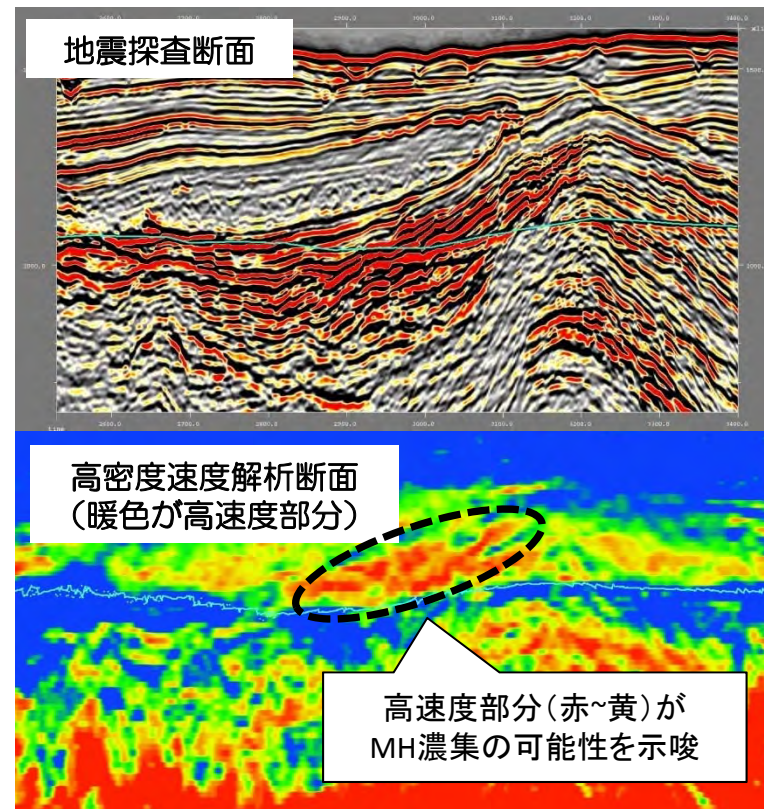 地震探査断面
time
高密度速度解析断面
（暖色が高速度部分）
高速度部分（赤~黄）が
MH濃集の可能性を示唆